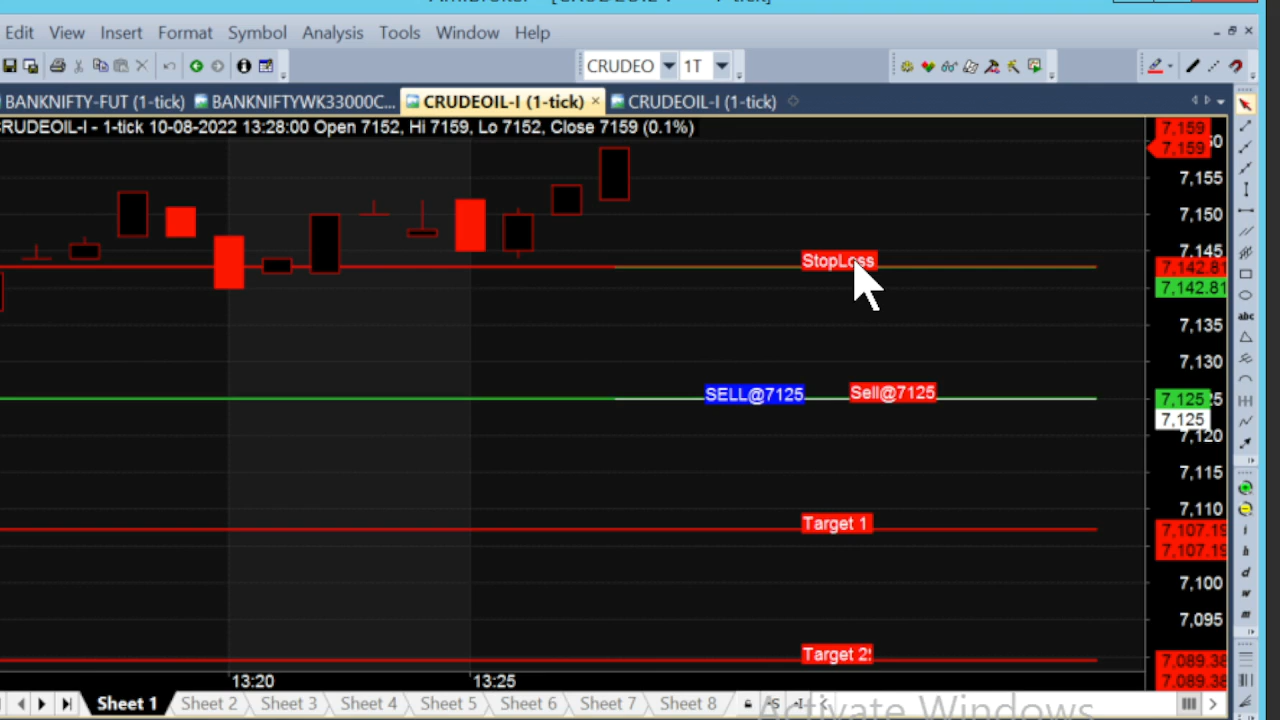 Edit View Insert Format Symbol Analysis Tools Window Help
CRUDEO 1T
BANKNIFTY-FUT (1-tick) BANKNIFTYWK33000C... CRUDEOIL-I (1-tick) × CRUDEOIL-I (1-tick)
RUDEOIL-I - 1-tick 10-08-2022 13:28:00 Open 7152, Hi 7159, Lo 7152, Close 7159 (0.1%)
7,159
7,159
7,155
7,150
7,145
StopLoss
7,142.81
7,142.81
7,135
7,130
SELL@7125 Sell@7125
7,125
7,125
7,120
7,115
7,110
Target 1
7,107.19
7,107.19
7,100
7,095
Target 2
7,089.38
7,089.38
13:20 13:25
Sheet 1 Sheet 2 Sheet 3 Sheet 4 Sheet 5 Sheet 6 Sheet 7 Sheet 8
Activate Windows
abc